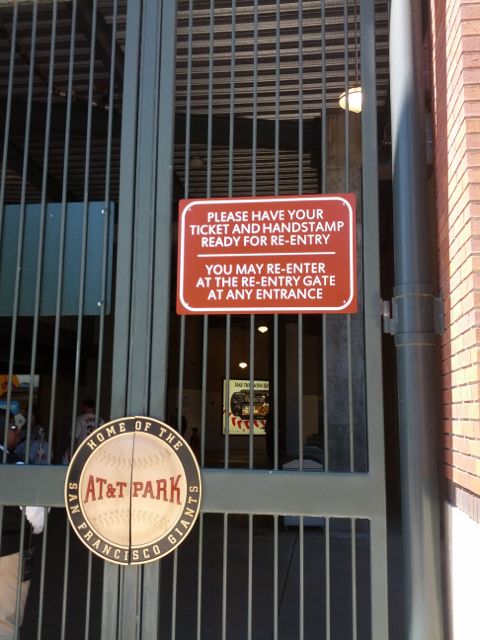 PLEASE HAVE YOUR
TICKET AND HANDSTAMP
READY FOR RE-ENTRY
YOU MAY RE-ENTER
AT THE RE-ENTRY GATE
AT ANY ENTRANCE
HOME OF THE
AT&T PARK
SAN FRANCISCO GIANTS